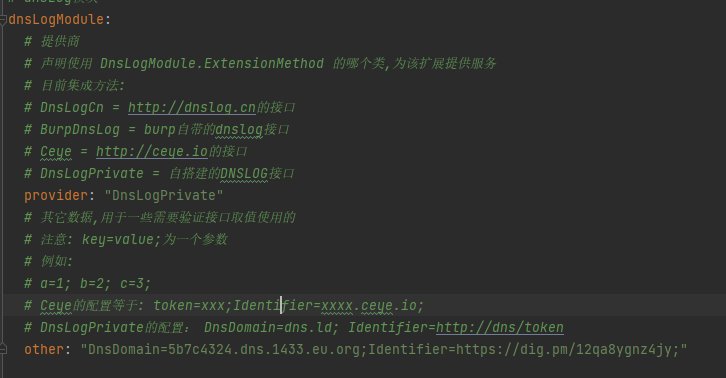 dnsLogModule:
# 提供商
# 声明使用 DnsLogModule.ExtensionMethod 的哪个类,为该扩展提供服务
# 目前集成方法:
# DnsLogCn = http://dnslog.cn的接口
# BurpDnsLog = burp自带的dnslog接口
# Ceye = http://ceye.io的接口
# DnsLogPrivate = 自搭建的DNSLOG接口
provider: "DnsLogPrivate"
# 其它数据,用于一些需要验证接口取值使用的
# 注意: key=value;为一个参数
# 例如:
# a=1; b=2; c=3;
# Ceye的配置等于: token=xxx;Identifier=xxxx.ceye.io;
# DnsLogPrivate的配置: DnsDomain=dns.ld; Identifier=http://dns/token
other: "DnsDomain=5b7c4324.dns.1433.eu.org;Identifier=https://dig.pm/12qa8ygnz4jy;"